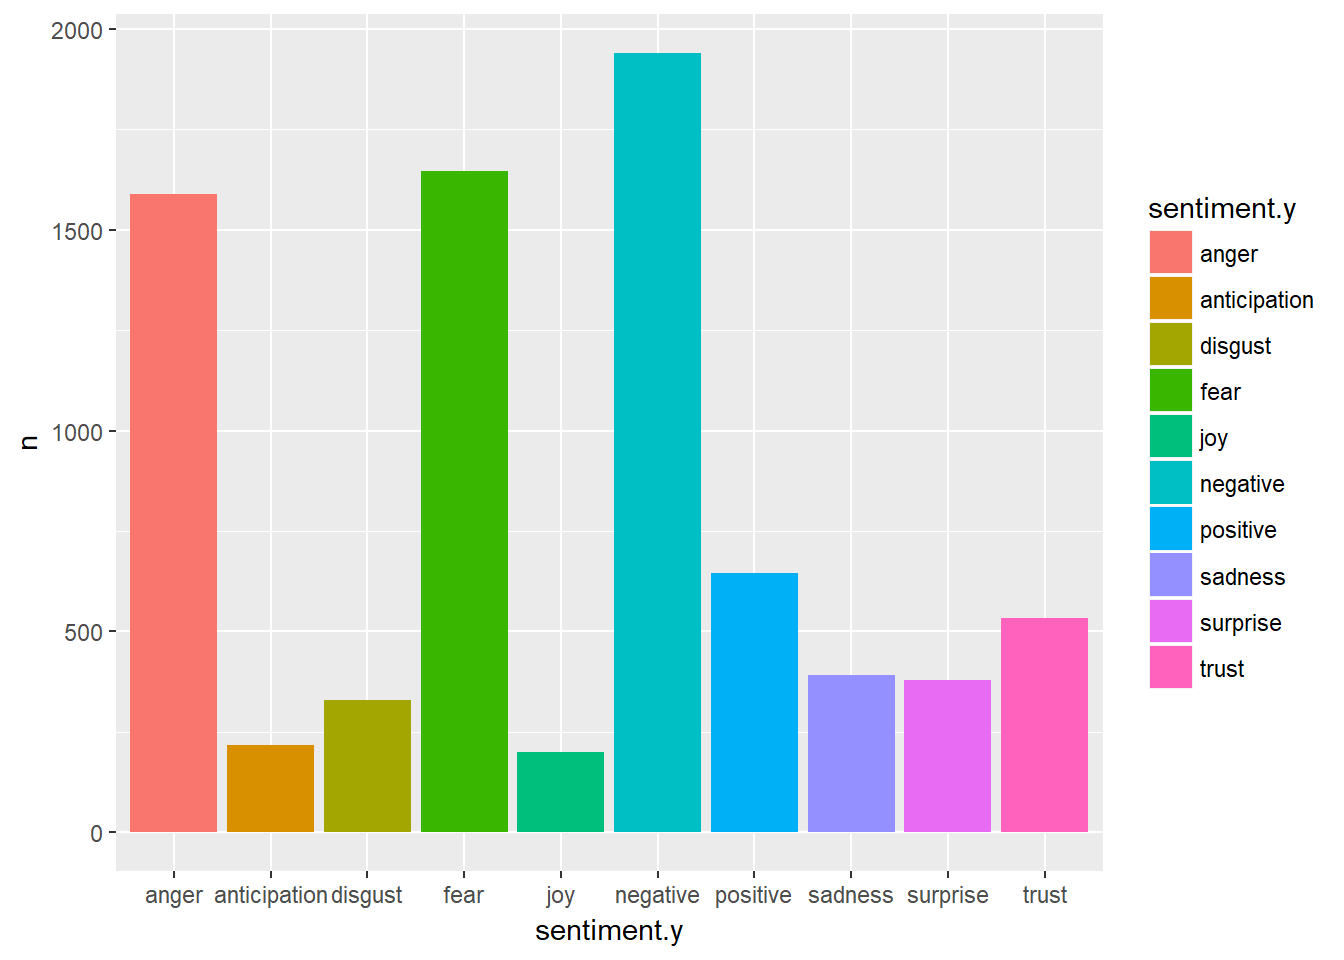 2000
1500
1000
500
0
n
anger anticipation disgust fear joy negative positive sadness surprise trust
sentiment.y
sentiment.y
anger
anticipation
disgust
fear
joy
negative
positive
sadness
surprise
trust